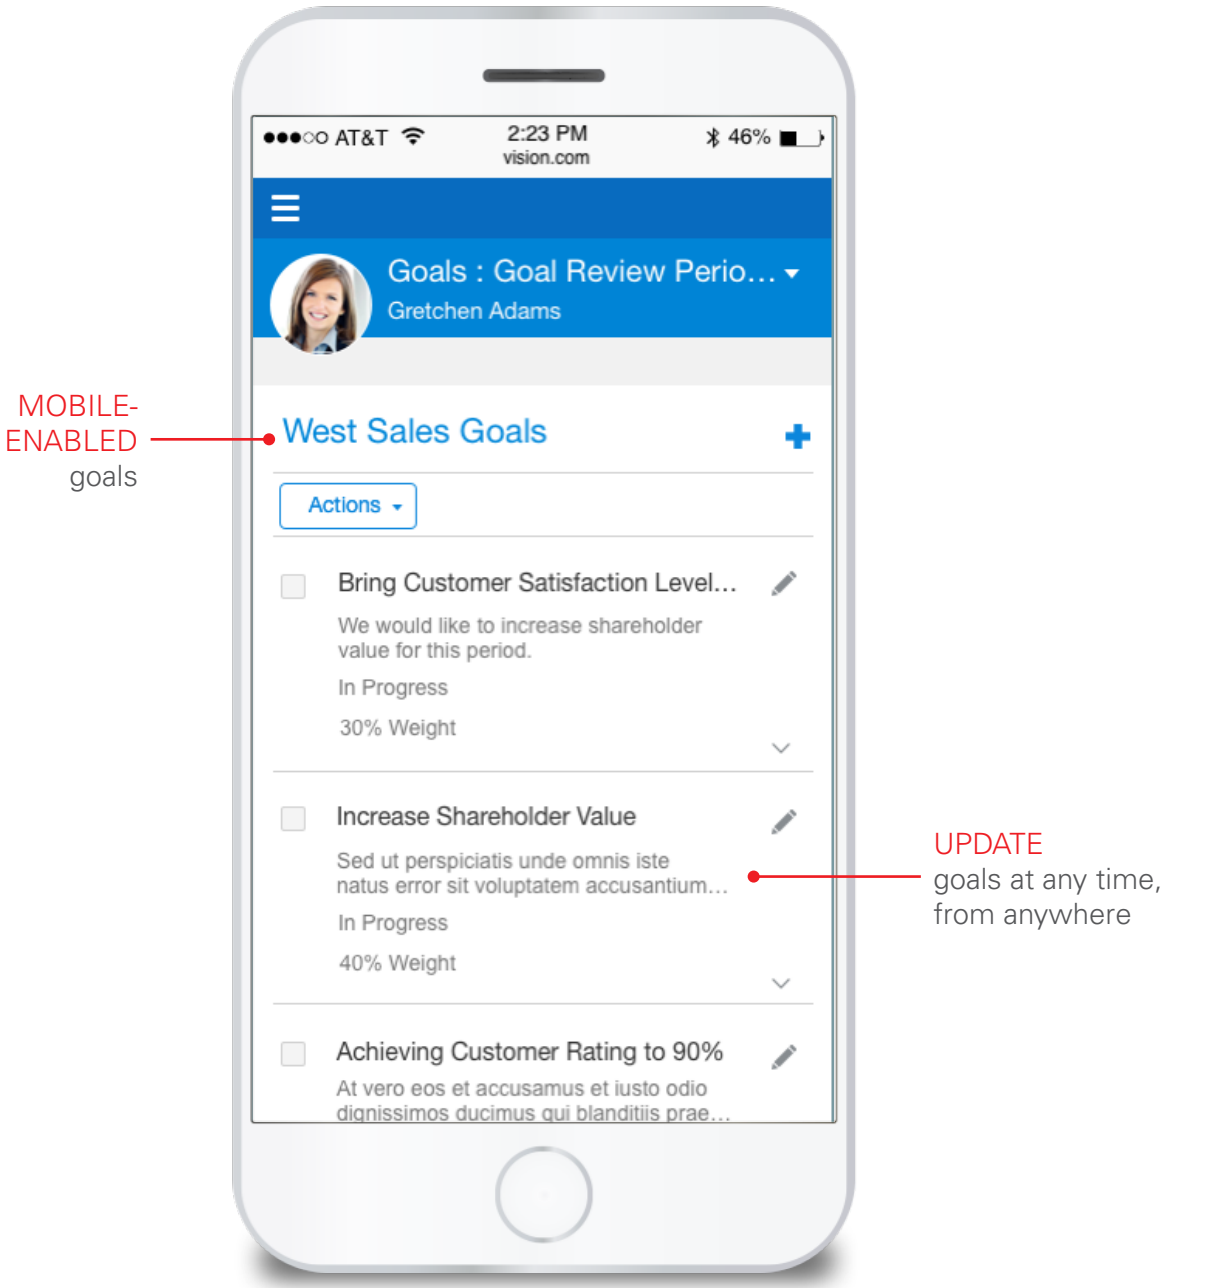 ●●●○○ AT&T 2:23 PM 46%
vision.com
Goals : Goal Review Perio...
Gretchen Adams
MOBILE-
ENABLED
goals
West Sales Goals
Actions
Bring Customer Satisfaction Level...
We would like to increase shareholder
value for this period.
In Progress
30% Weight
Increase Shareholder Value
Sed ut perspiciatis unde omnis iste
natus error sit voluptatem accusantium...
In Progress
40% Weight
UPDATE
goals at any time,
from anywhere
Achieving Customer Rating to 90%
At vero eos et accusamus et iusto odio
dignissimos ducimus qui blanditiis prae...